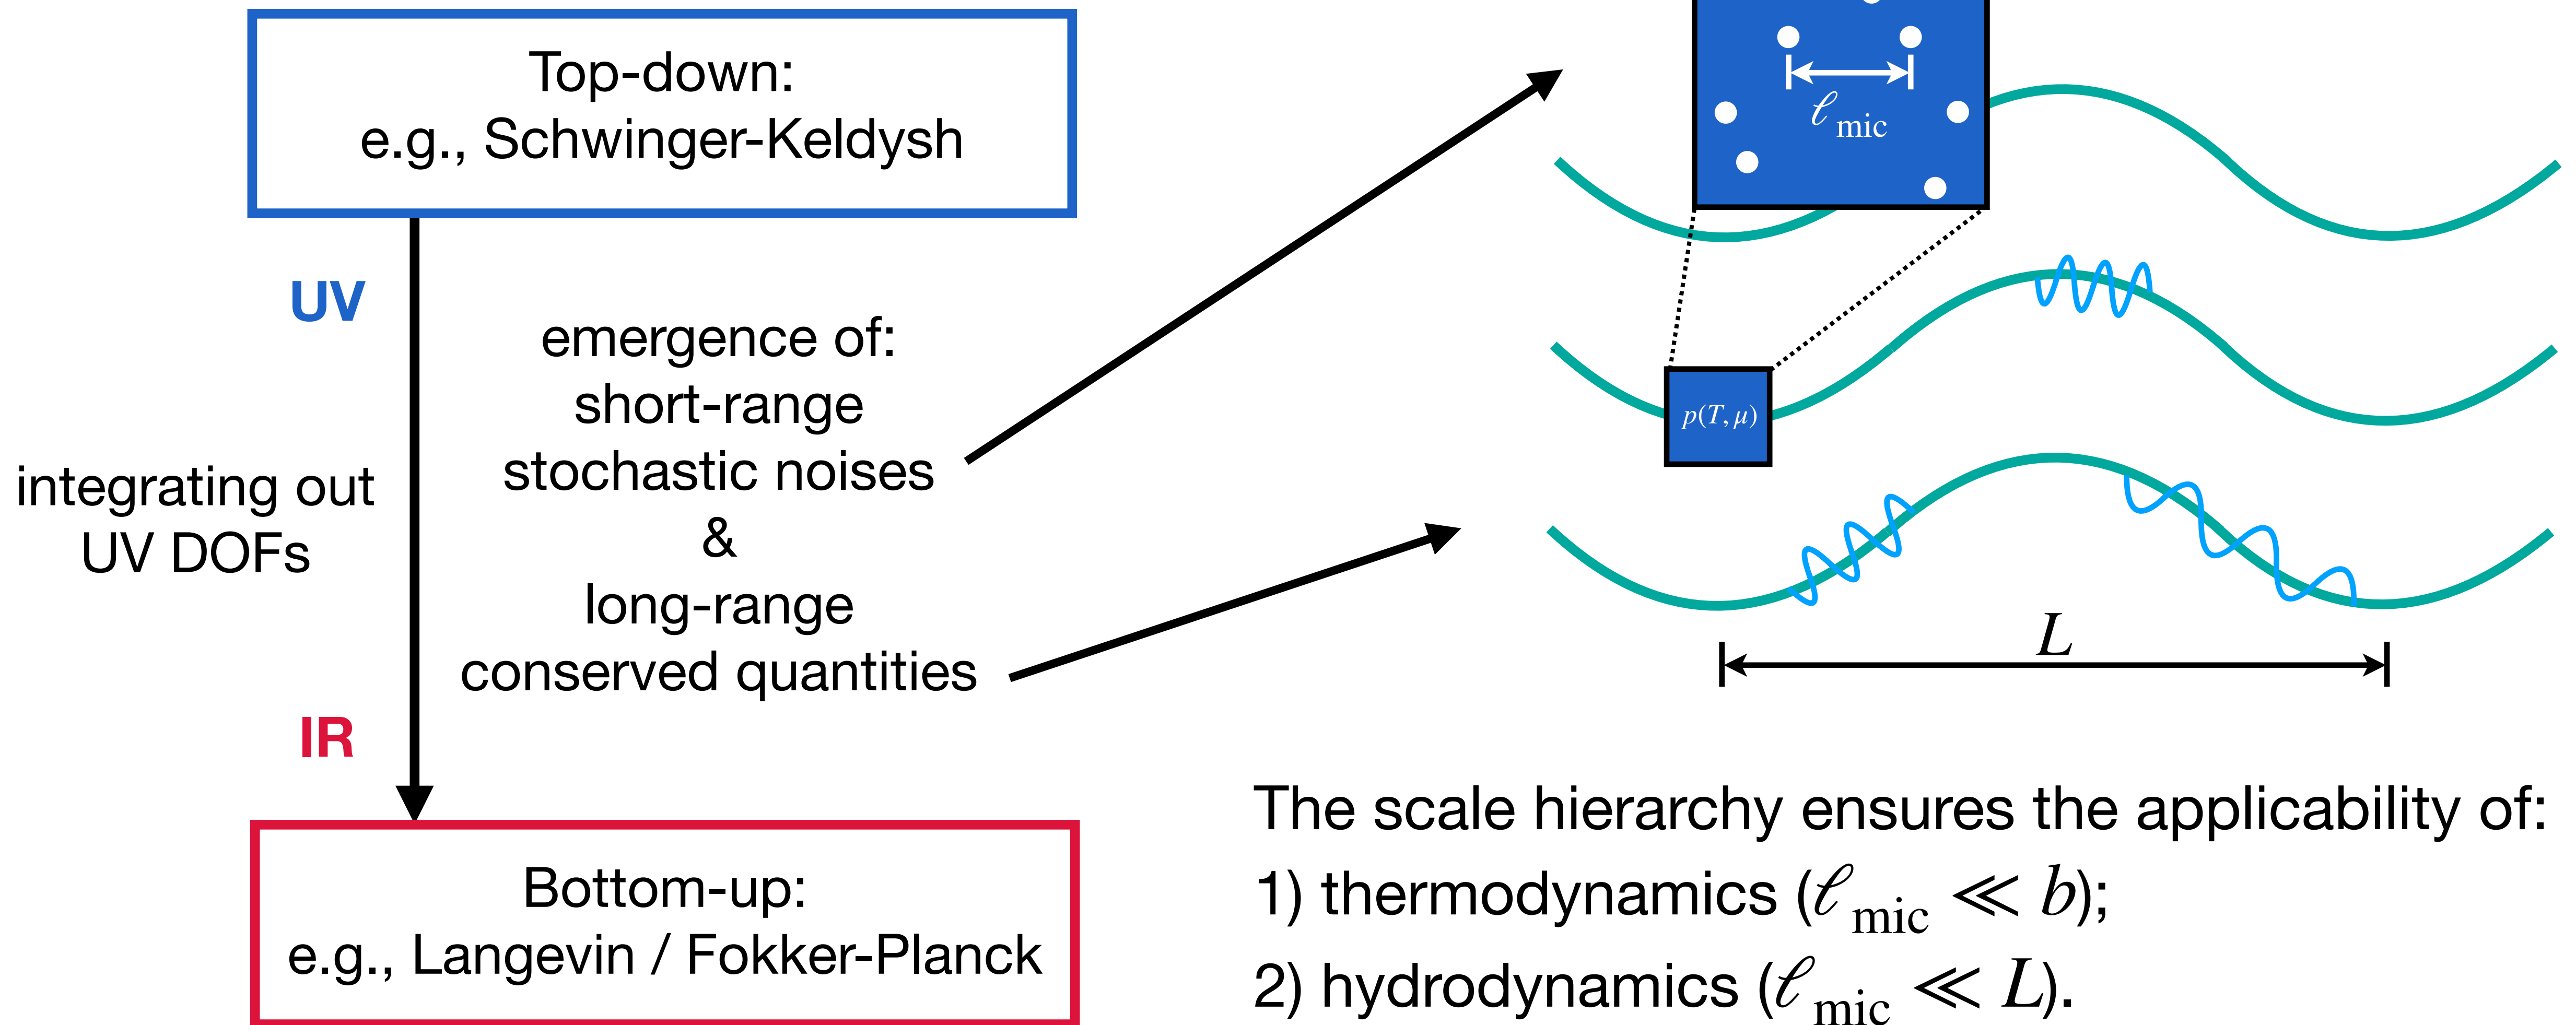 Top-down:
e.g., Schwinger-Keldysh
UV
emergence of:
short-range
stochastic noises
&
long-range
conserved quantities
integrating out
UV DOFs
IR
Bottom-up:
e.g., Langevin / Fokker-Planck
ℓ mic
p(T, μ)
L
The scale hierarchy ensures the applicability of:
1) thermodynamics (ℓ mic ≪ b);
2) hydrodynamics (ℓ mic ≪ L).